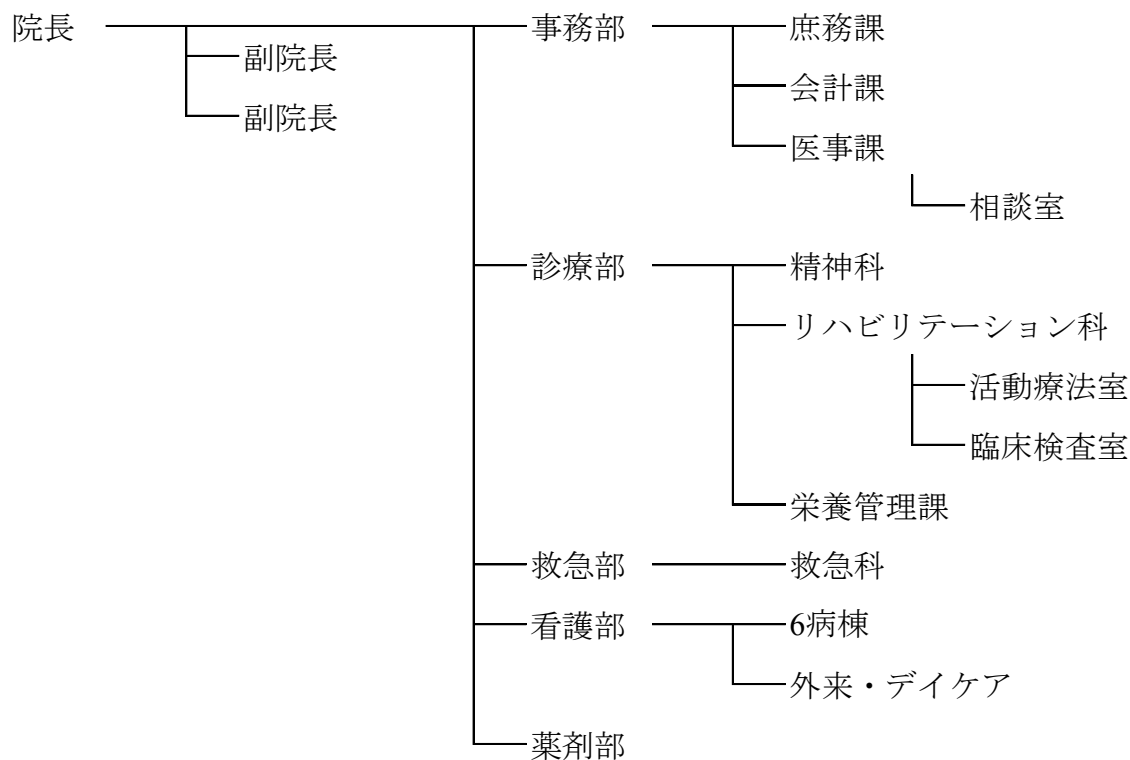 院長 事務部 庶務課
副院長
会計課
副院長
医事課
相談室
診療部 精神科
リハビリテーション科
活動療法室
臨床検査室
栄養管理課
救急部 救急科
看護部 6病棟
外来・デイケア
薬剤部